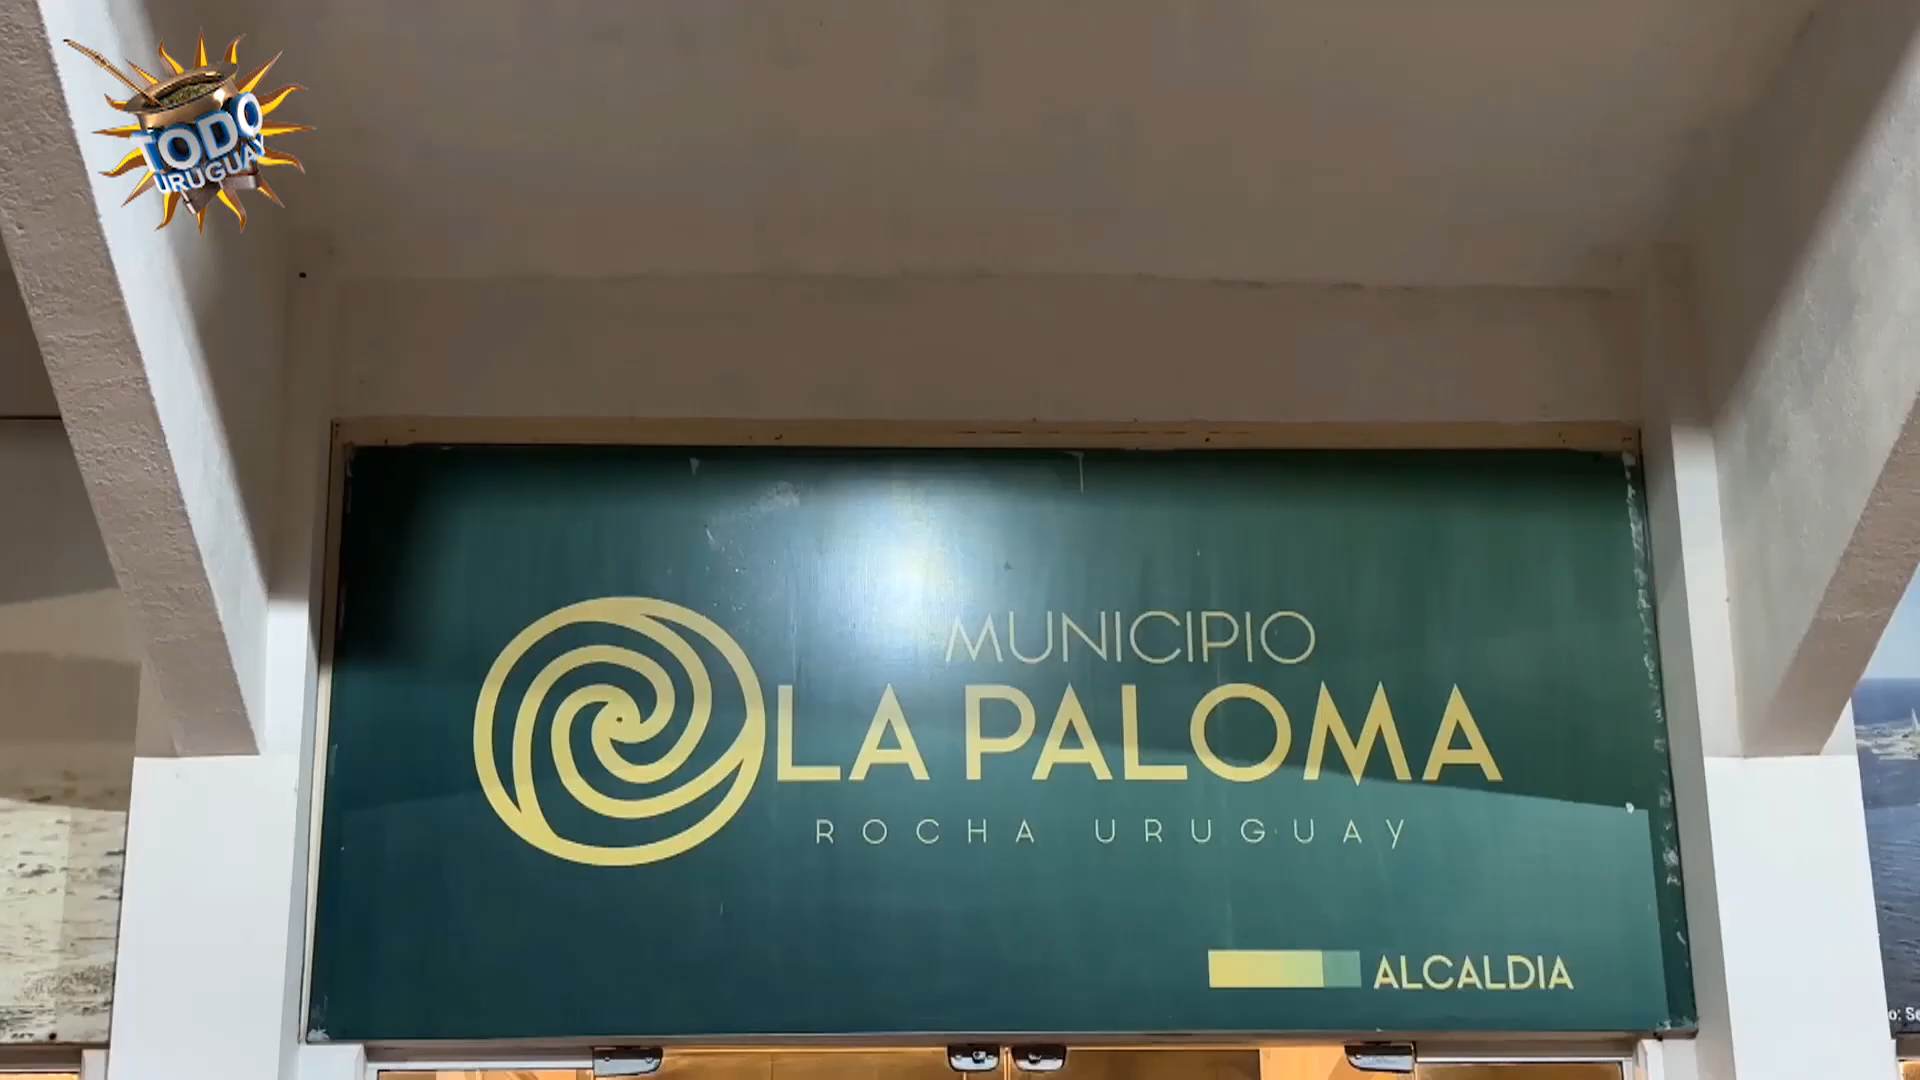 TODO
URUGUAY
MUNICIPIO
LA PALOMA
ROCHA URUGUAY
ALCALDIA